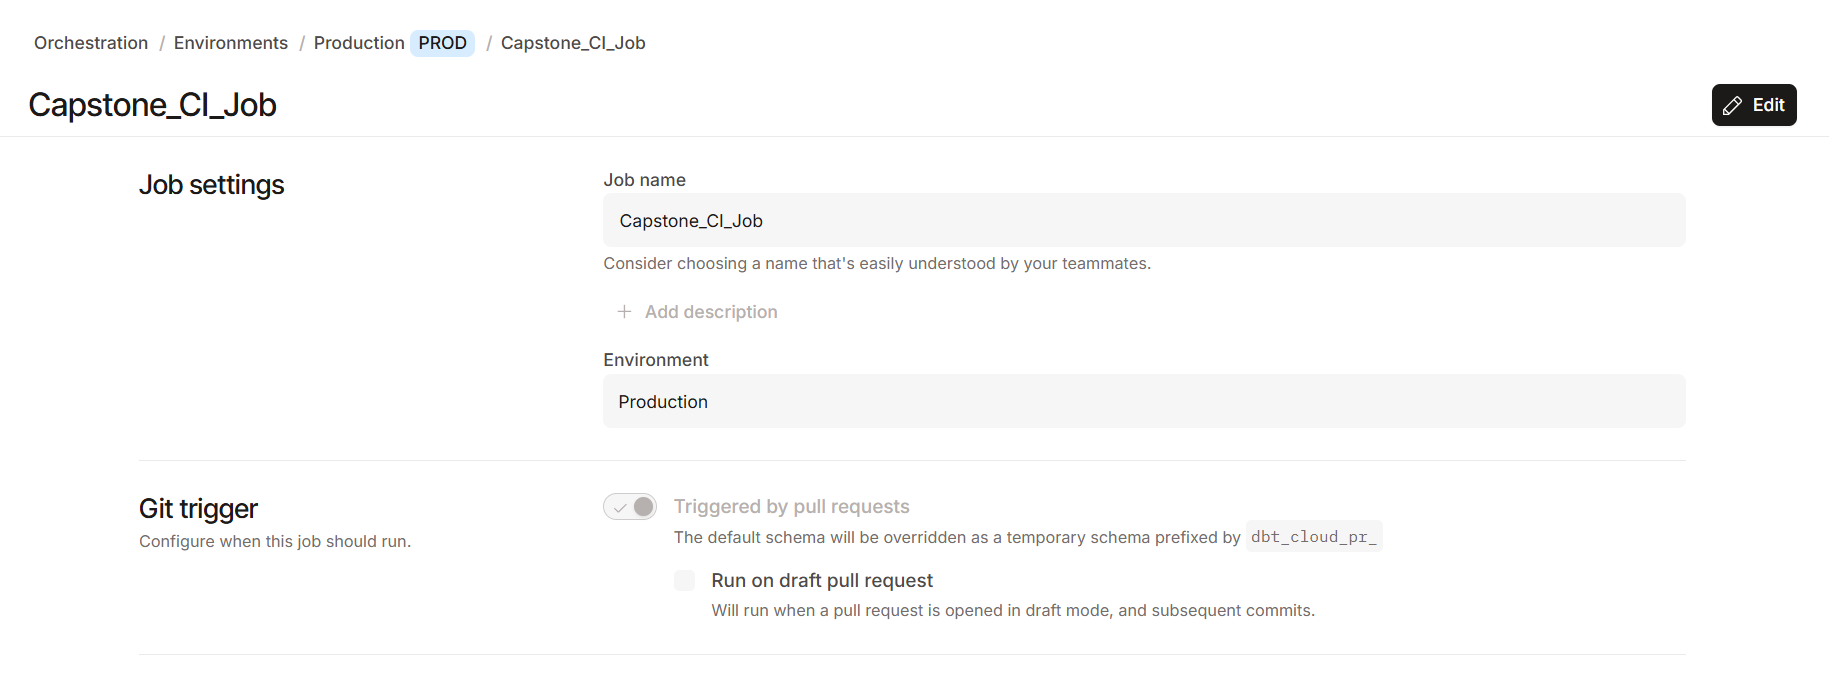 Orchestration / Environments / Production PROD / Capstone_CI_Job
Capstone_CI_Job
Edit
Job settings
Job name
Capstone_CI_Job
Consider choosing a name that's easily understood by your teammates.
+ Add description
Environment
Production
Git trigger
Configure when this job should run.
Triggered by pull requests
The default schema will be overridden as a temporary schema prefixed by dbt_cloud_pr_
Run on draft pull request
Will run when a pull request is opened in draft mode, and subsequent commits.